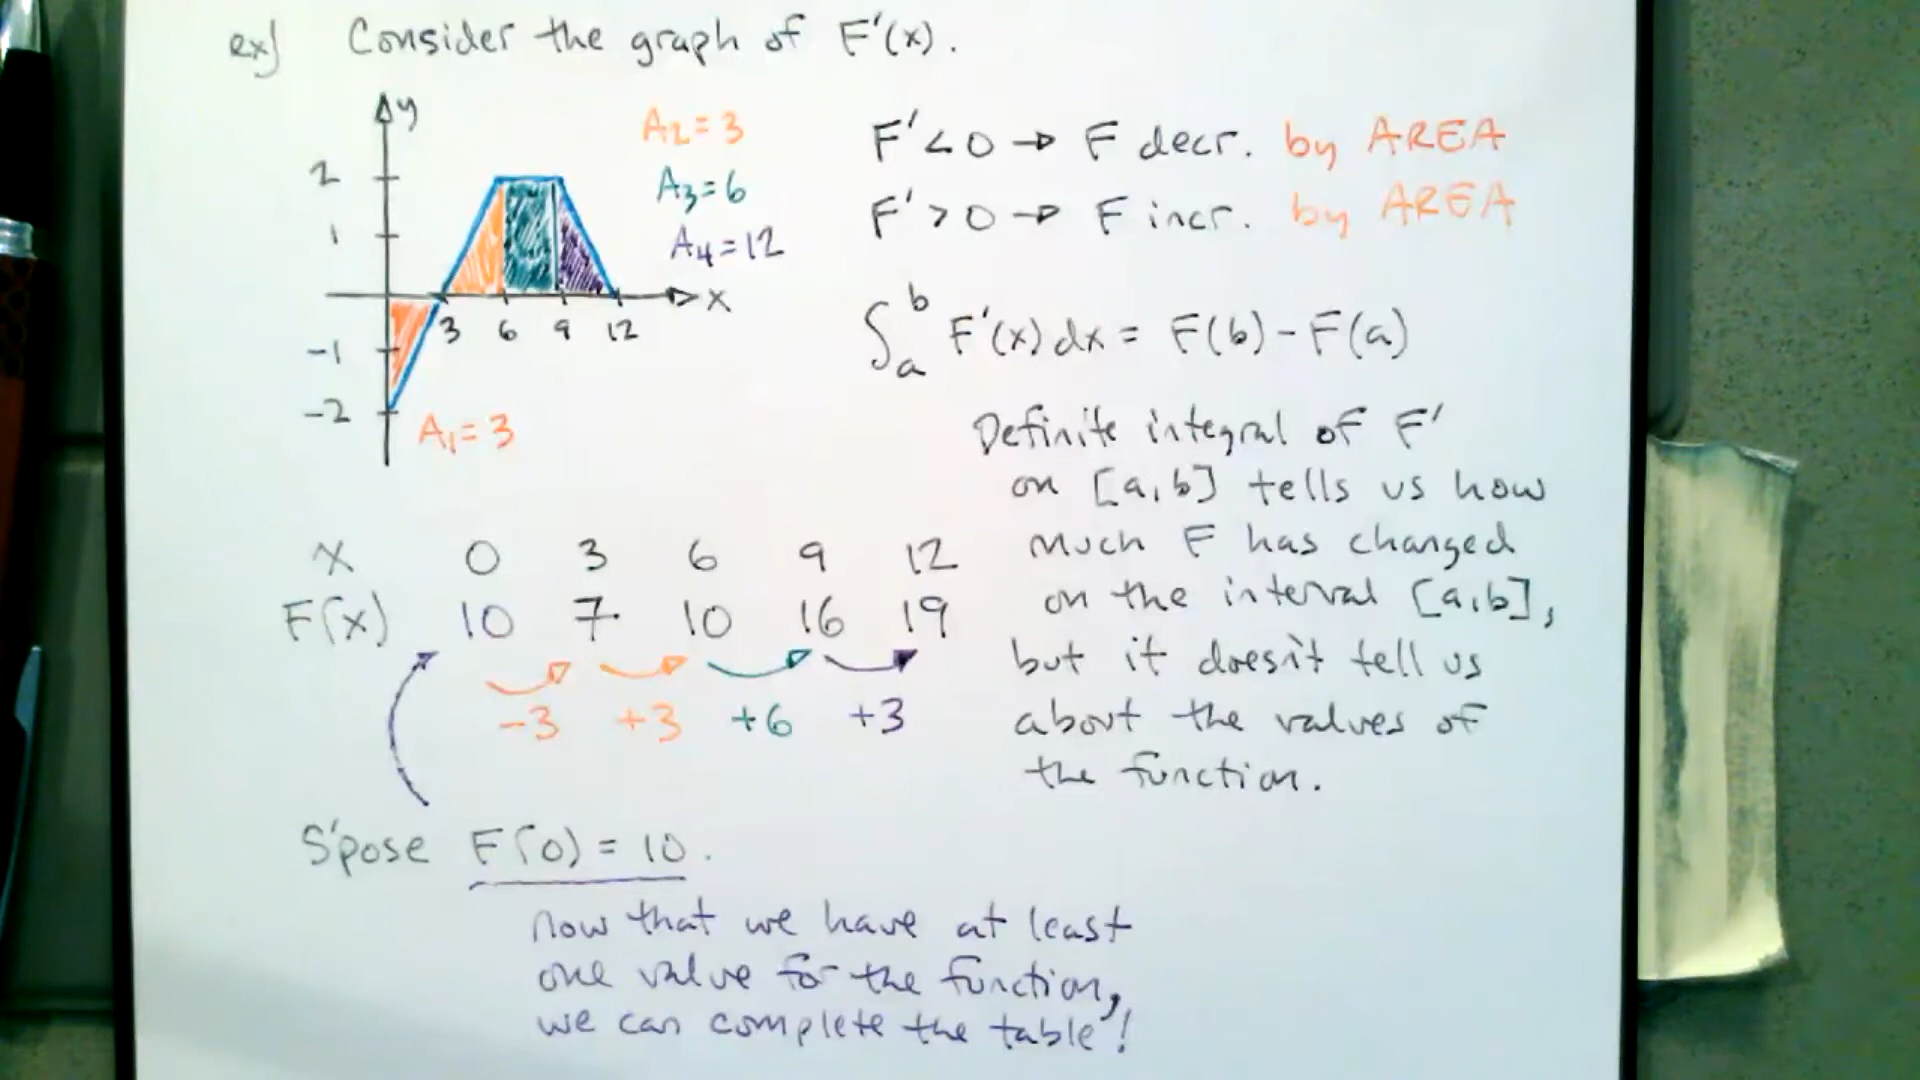 ex) Consider the graph of F'(x).
y
2
1
-1
-2
3 6 9 12
x
A₁=3
A₂=3
A₃=6
A₄=12
F'<0 → F decr. by AREA
F'>0 → F incr. by AREA
∫ₐᵇ F'(x)dx = F(b)-F(a)
Definite integral of F'
on [a,b] tells us how
much F has changed
on the interval [a,b],
but it doesn't tell us
about the values of
the function.
x 0 3 6 9 12
F(x) 10 7 10 16 19
-3 +3 +6 +3
S'pose F(0)=10.
now that we have at least
one value for the function,
we can complete the table!